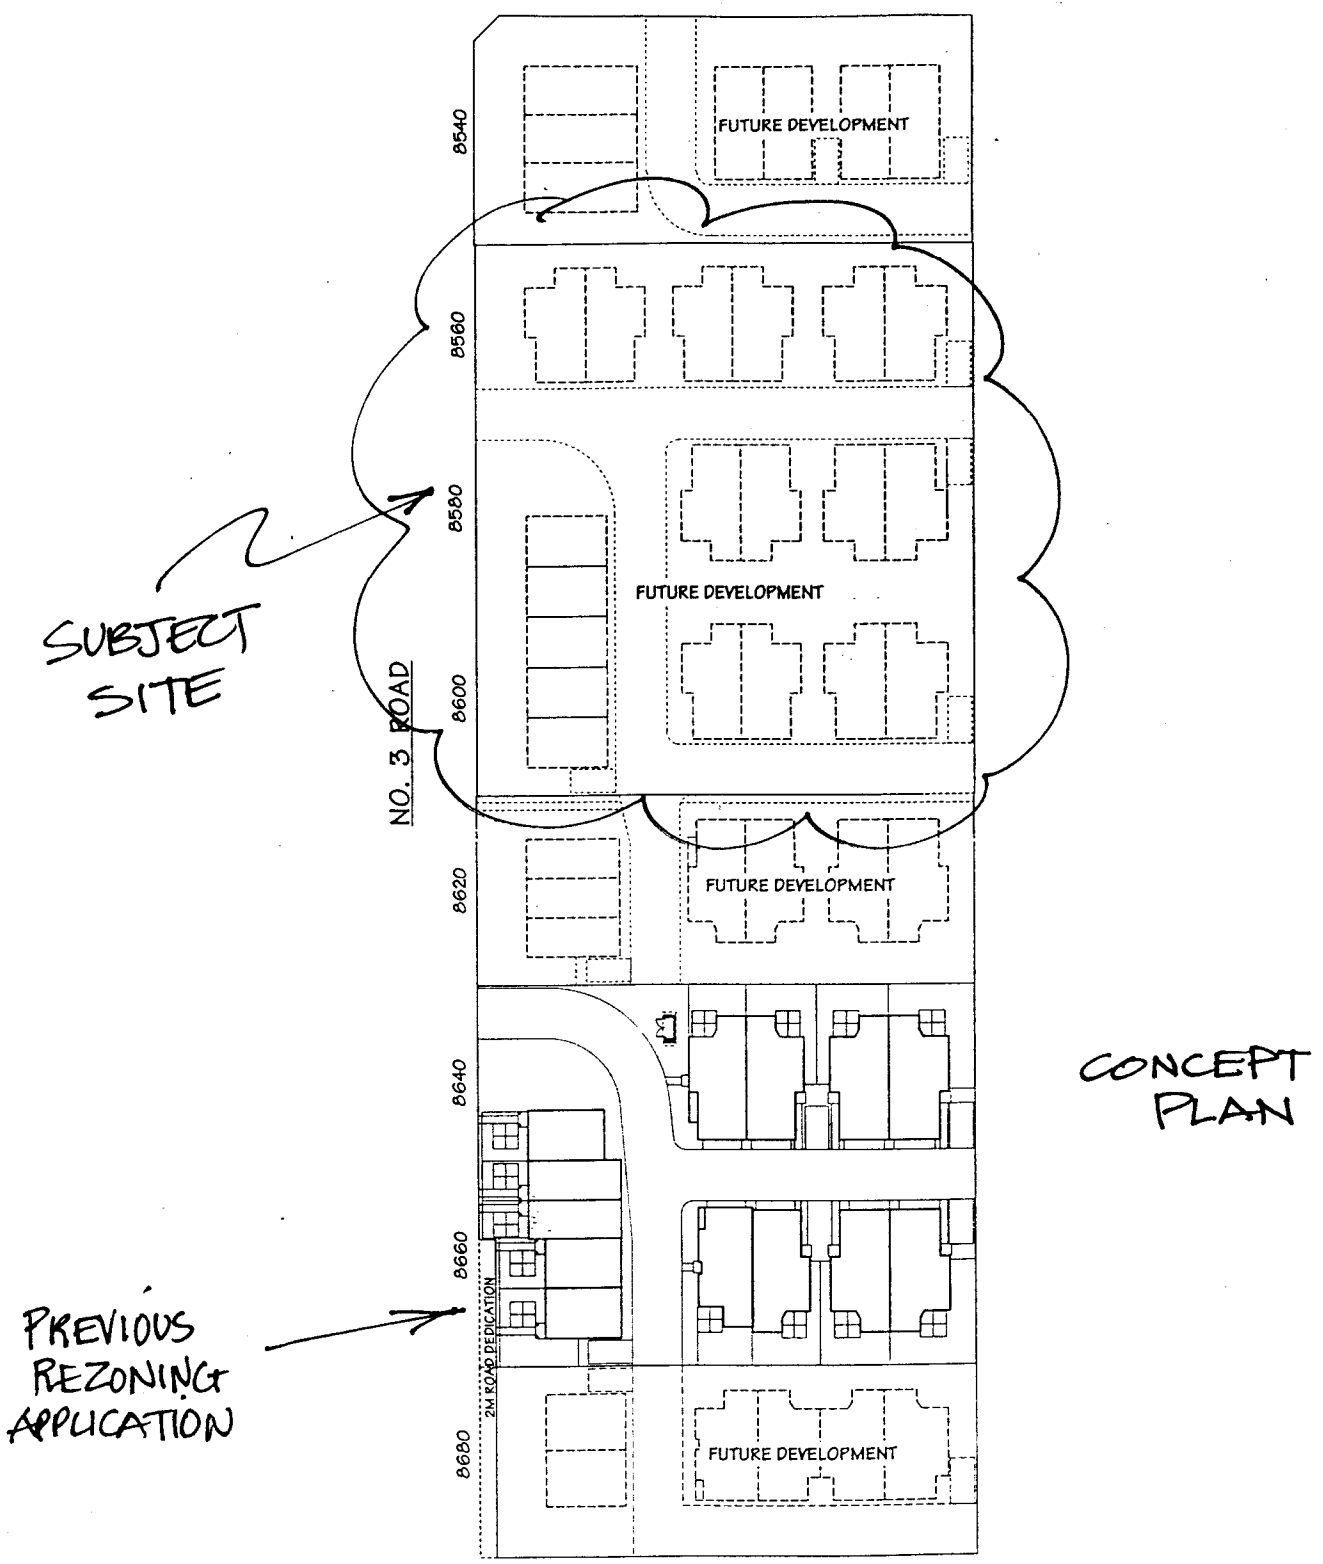 8540
FUTURE DEVELOPMENT
8560
8580
SUBJECT
SITE
FUTURE DEVELOPMENT
8600
NO. 3 ROAD
8620
FUTURE DEVELOPMENT
8640
CONCEPT
PLAN
8660
2M ROAD DEDICATION
PREVIOUS
REZONING
APPLICATION
8680
FUTURE DEVELOPMENT